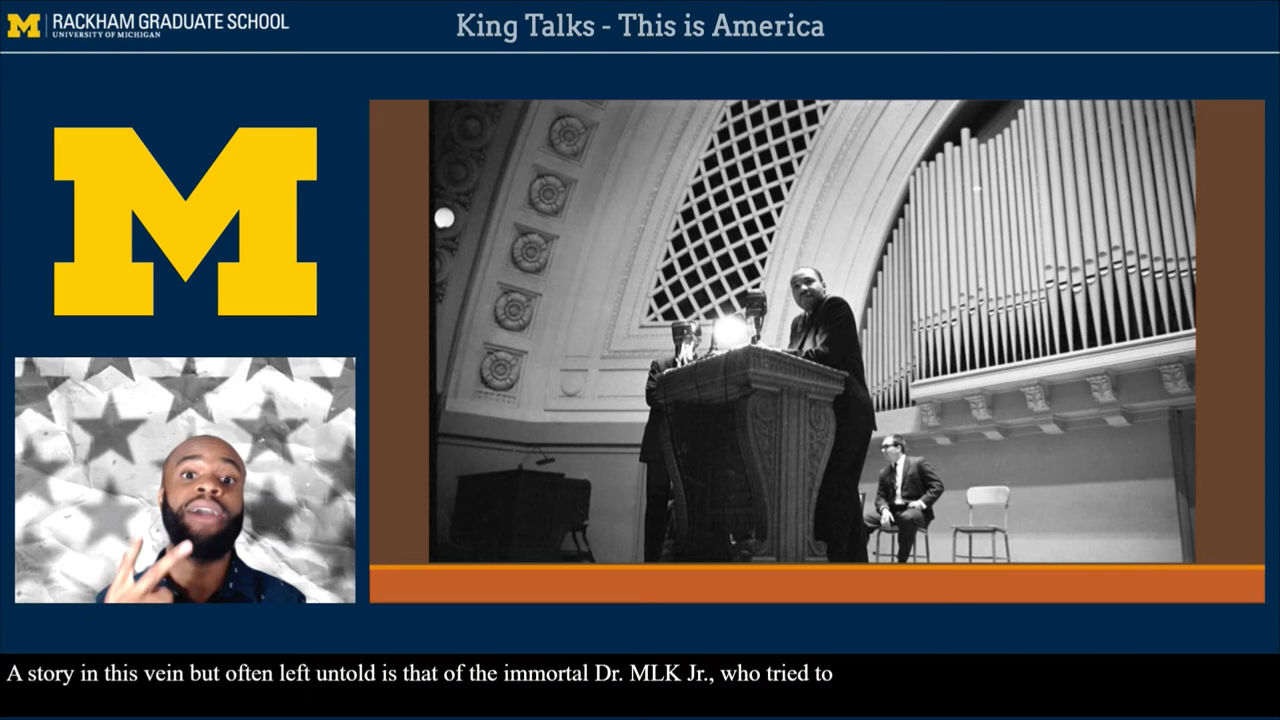 M RACKHAM GRADUATE SCHOOL
UNIVERSITY OF MICHIGAN
King Talks - This is America
M
A story in this vein but often left untold is that of the immortal Dr. MLK Jr., who tried to